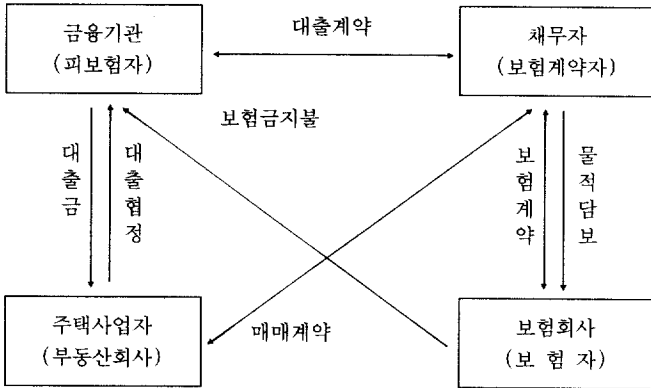 금융기관
(피보험자)
대출계약
채무자
(보험계약자)
보험금지불
대출금
대출협정
보험계약
물적담보
주택사업자
(부동산회사)
매매계약
보험회사
(보 험 자)